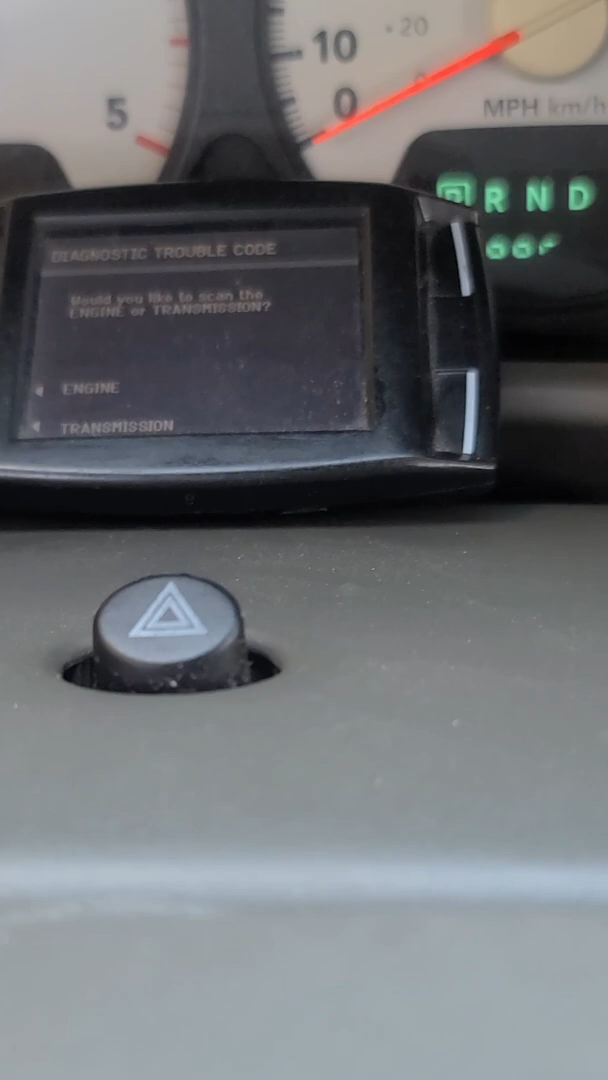 10
20
5
0
0
MPH km/h
P R N D
DIAGNOSTIC TROUBLE CODE
Would you like to scan the
ENGINE or TRANSMISSION?
ENGINE
TRANSMISSION